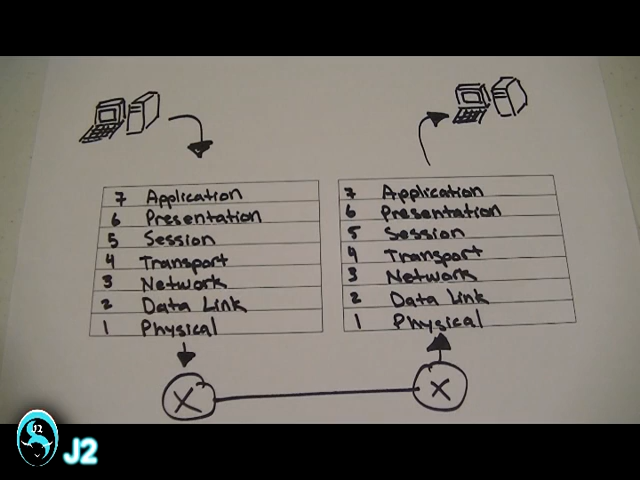 7 Application
6 Presentation
5 Session
4 Transport
3 Network
2 Data Link
1 Physical
7 Application
6 Presentation
5 Session
4 Transport
3 Network
2 Data Link
1 Physical
X
X
J2
J2